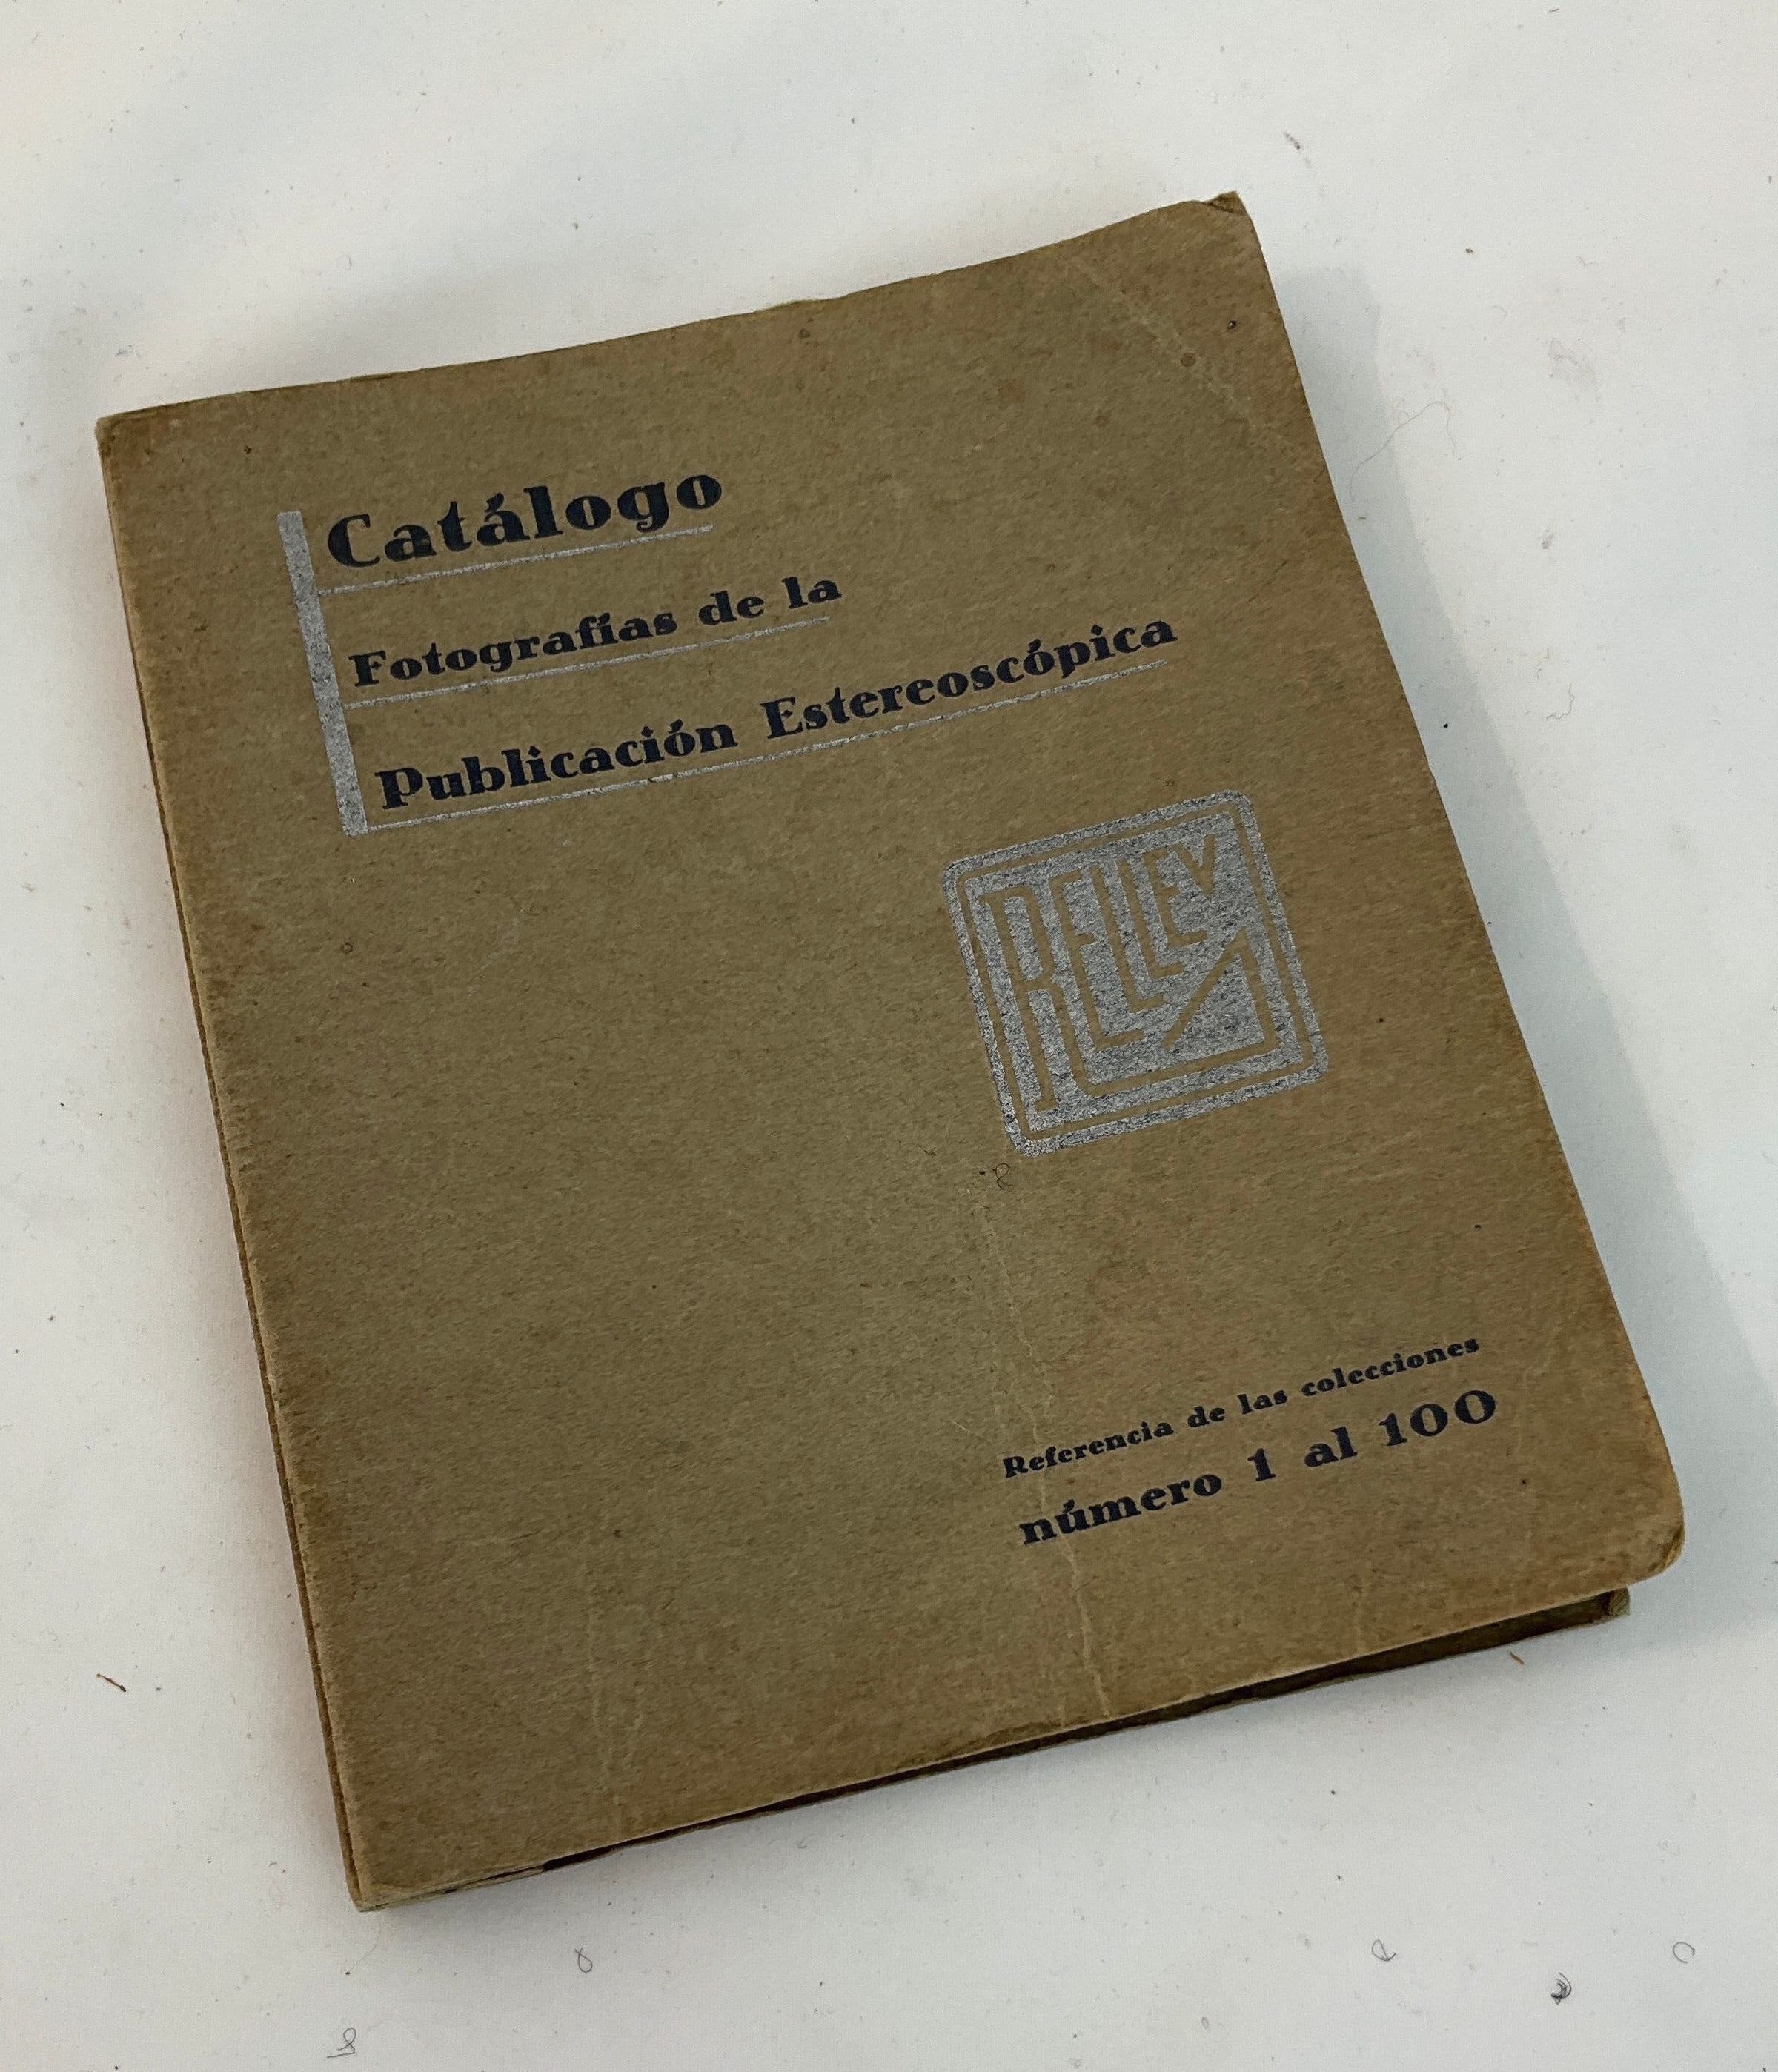 Catálogo
Fotografías de la
Publicación Estereoscópica
RELLEV
Referencia de las colecciones
número 1 al 100